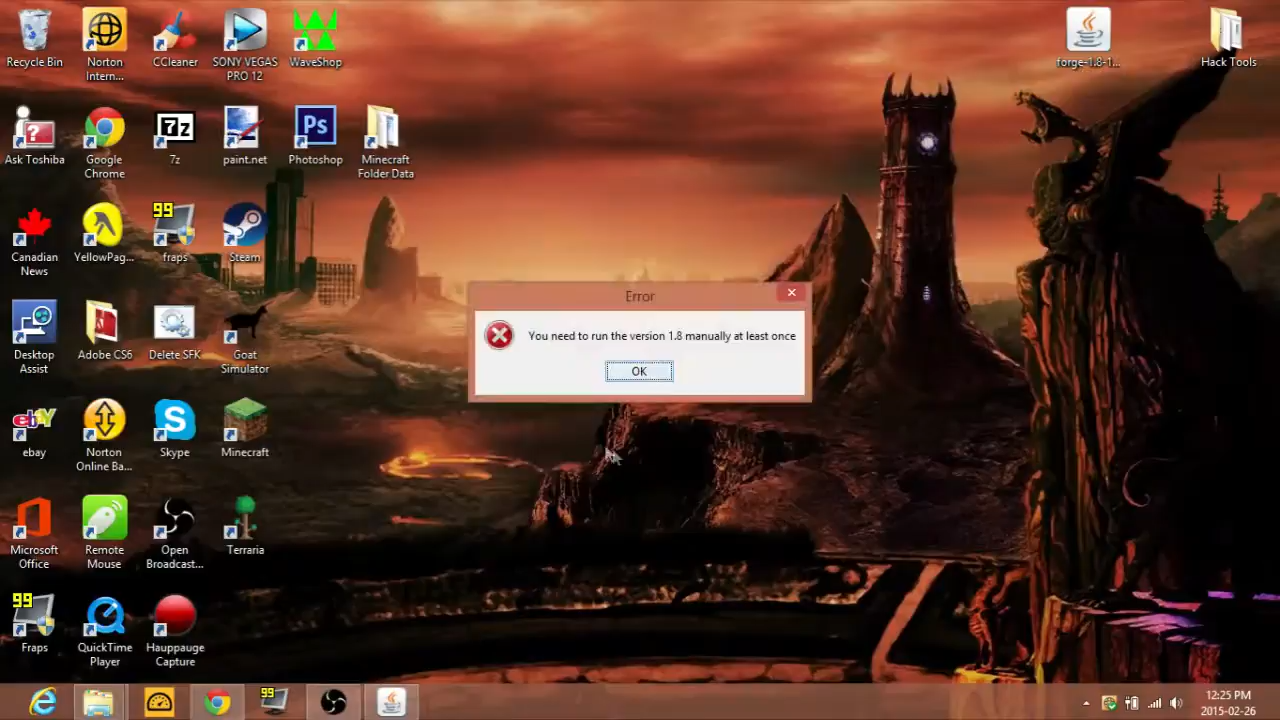 Recycle Bin
Norton
Intern...
CCleaner
SONY VEGAS
PRO 12
WaveShop
forge-1.8-1...
Hack Tools
Ask Toshiba
Google
Chrome
7z
7z
paint.net
Ps
Photoshop
Minecraft
Folder Data
Canadian
News
YellowPag...
99
fraps
Steam
Error
You need to run the version 1.8 manually at least once
OK
Desktop
Assist
Adobe CS6
Delete SFK
Goat
Simulator
ebay
ebay
Norton
Online Ba...
S
Skype
Minecraft
Microsoft
Office
Remote
Mouse
Open
Broadcast...
Terraria
99
Fraps
QuickTime
Player
Hauppauge
Capture
99
12:25 PM
2015-02-26